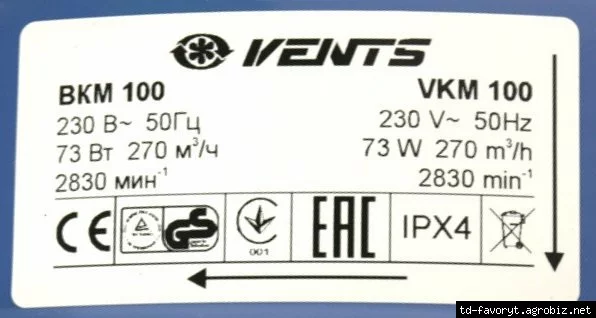 VENTS
ВКМ 100
230 В~ 50Гц
73 Вт 270 м³/ч
2830 мин⁻¹
VKM 100
230 V~ 50Hz
73 W 270 m³/h
2830 min⁻¹
CE
GS
001
EAC
IPX4
td-favoryt.agrobiz.net